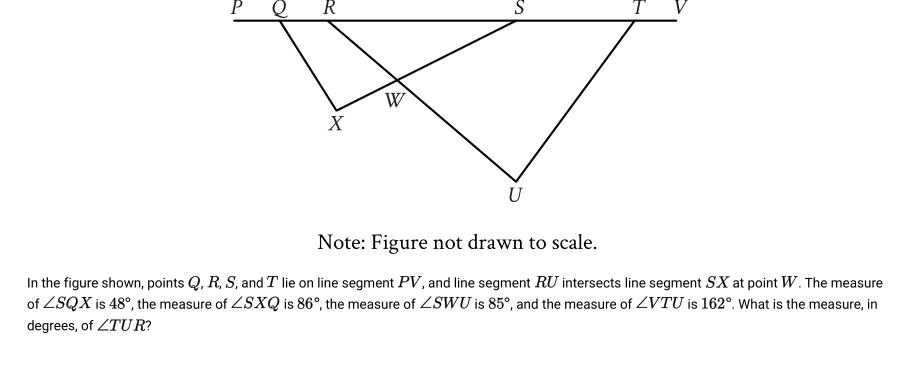 P Q R S T V
W
X
U
Note: Figure not drawn to scale.
In the figure shown, points Q, R, S, and T lie on line segment PV, and line segment RU intersects line segment SX at point W. The measure
of ∠SQX is 48°, the measure of ∠SXQ is 86°, the measure of ∠SWU is 85°, and the measure of ∠VTU is 162°. What is the measure, in
degrees, of ∠TUR?